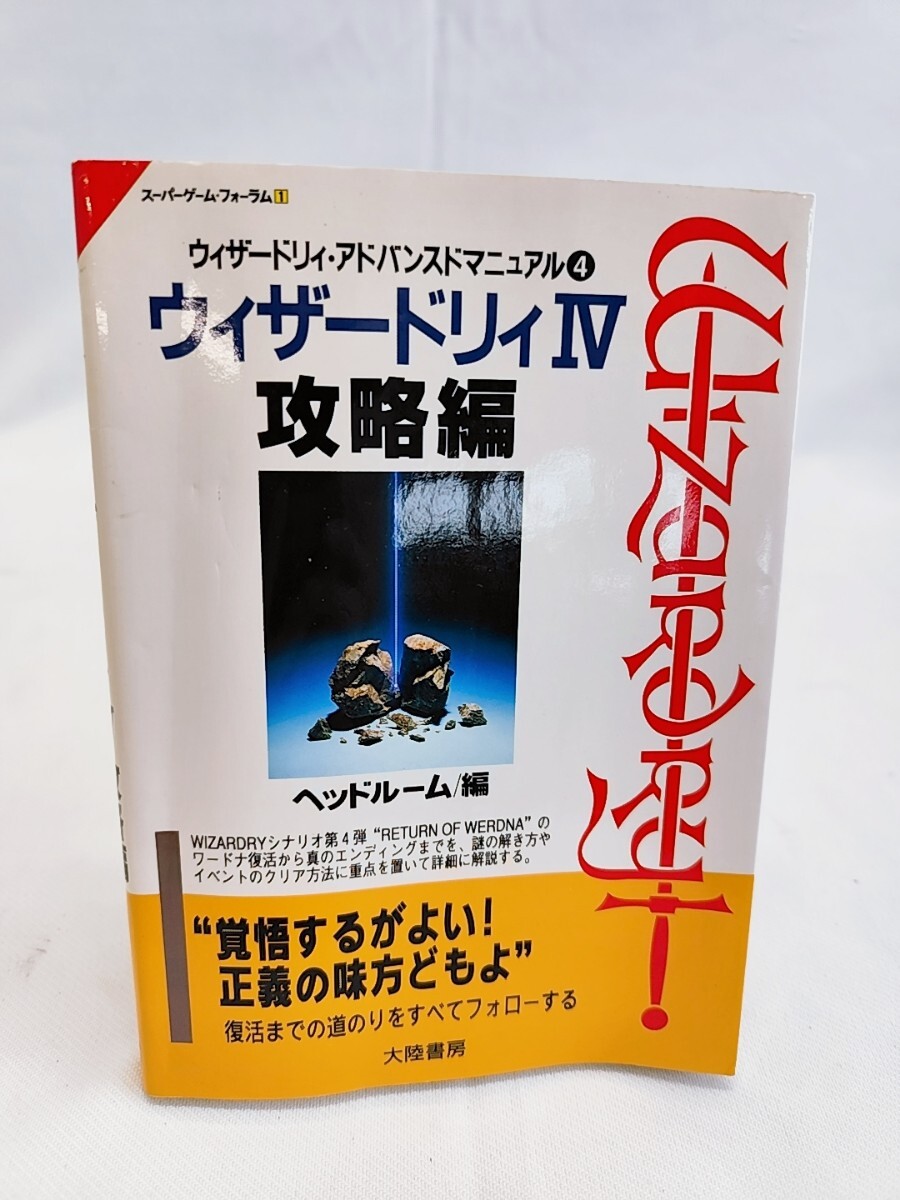 スーパーゲーム・フォーラム1
ウィザードリィ・アドバンスドマニュアル❹
ウィザードリィⅣ
攻略編
WIZARDRY!
ヘッドルーム/編
WIZARDRYシナリオ第4弾“RETURN OF WERDNA”の
ワードナ復活から真のエンディングまでを、謎の解き方や
イベントのクリア方法に重点を置いて詳細に解説する。
“覚悟するがよい!
正義の味方どもよ”
復活までの道のりをすべてフォローする
大陸書房